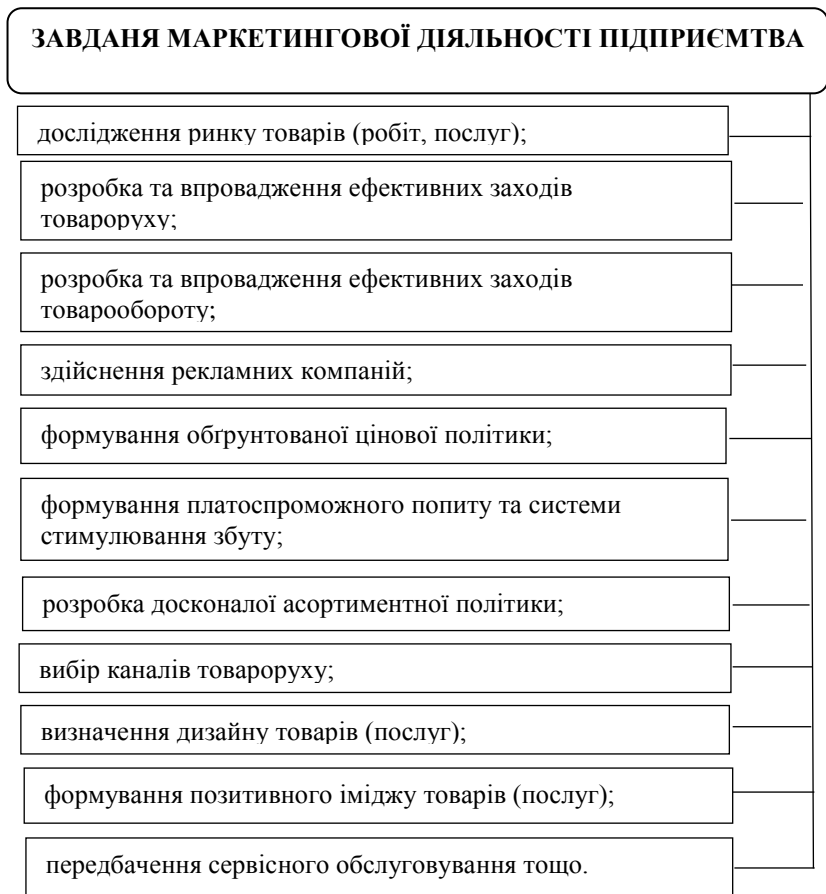 ЗАВДАНЯ МАРКЕТИНГОВОЇ ДІЯЛЬНОСТІ ПІДПРИЄМТВА
дослідження ринку товарів (робіт, послуг);
розробка та впровадження ефективних заходів
товароруху;
розробка та впровадження ефективних заходів
товарообороту;
здійснення рекламних компаній;
формування обґрунтованої цінової політики;
формування платоспроможного попиту та системи
стимулювання збуту;
розробка досконалої асортиментної політики;
вибір каналів товароруху;
визначення дизайну товарів (послуг);
формування позитивного іміджу товарів (послуг);
передбачення сервісного обслуговування тощо.